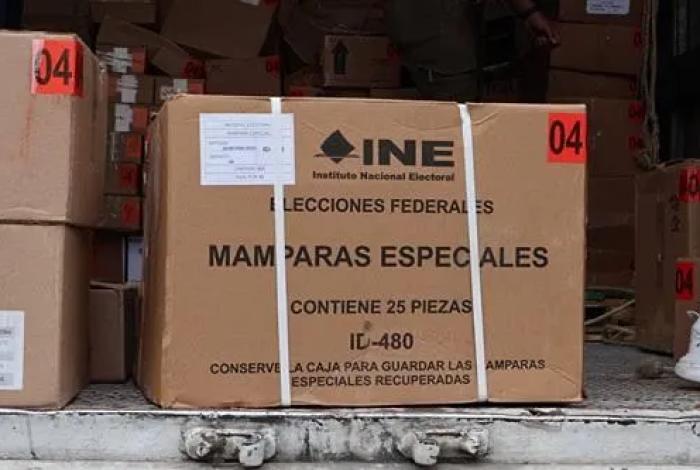 04
04
INE
Instituto Nacional Electoral
ELECCIONES FEDERALES
MAMPARAS ESPECIALES
CONTIENE 25 PIEZAS
ID-480
CONSERVE LA CAJA PARA GUARDAR LAS MAMPARAS
ESPECIALES RECUPERADAS
04